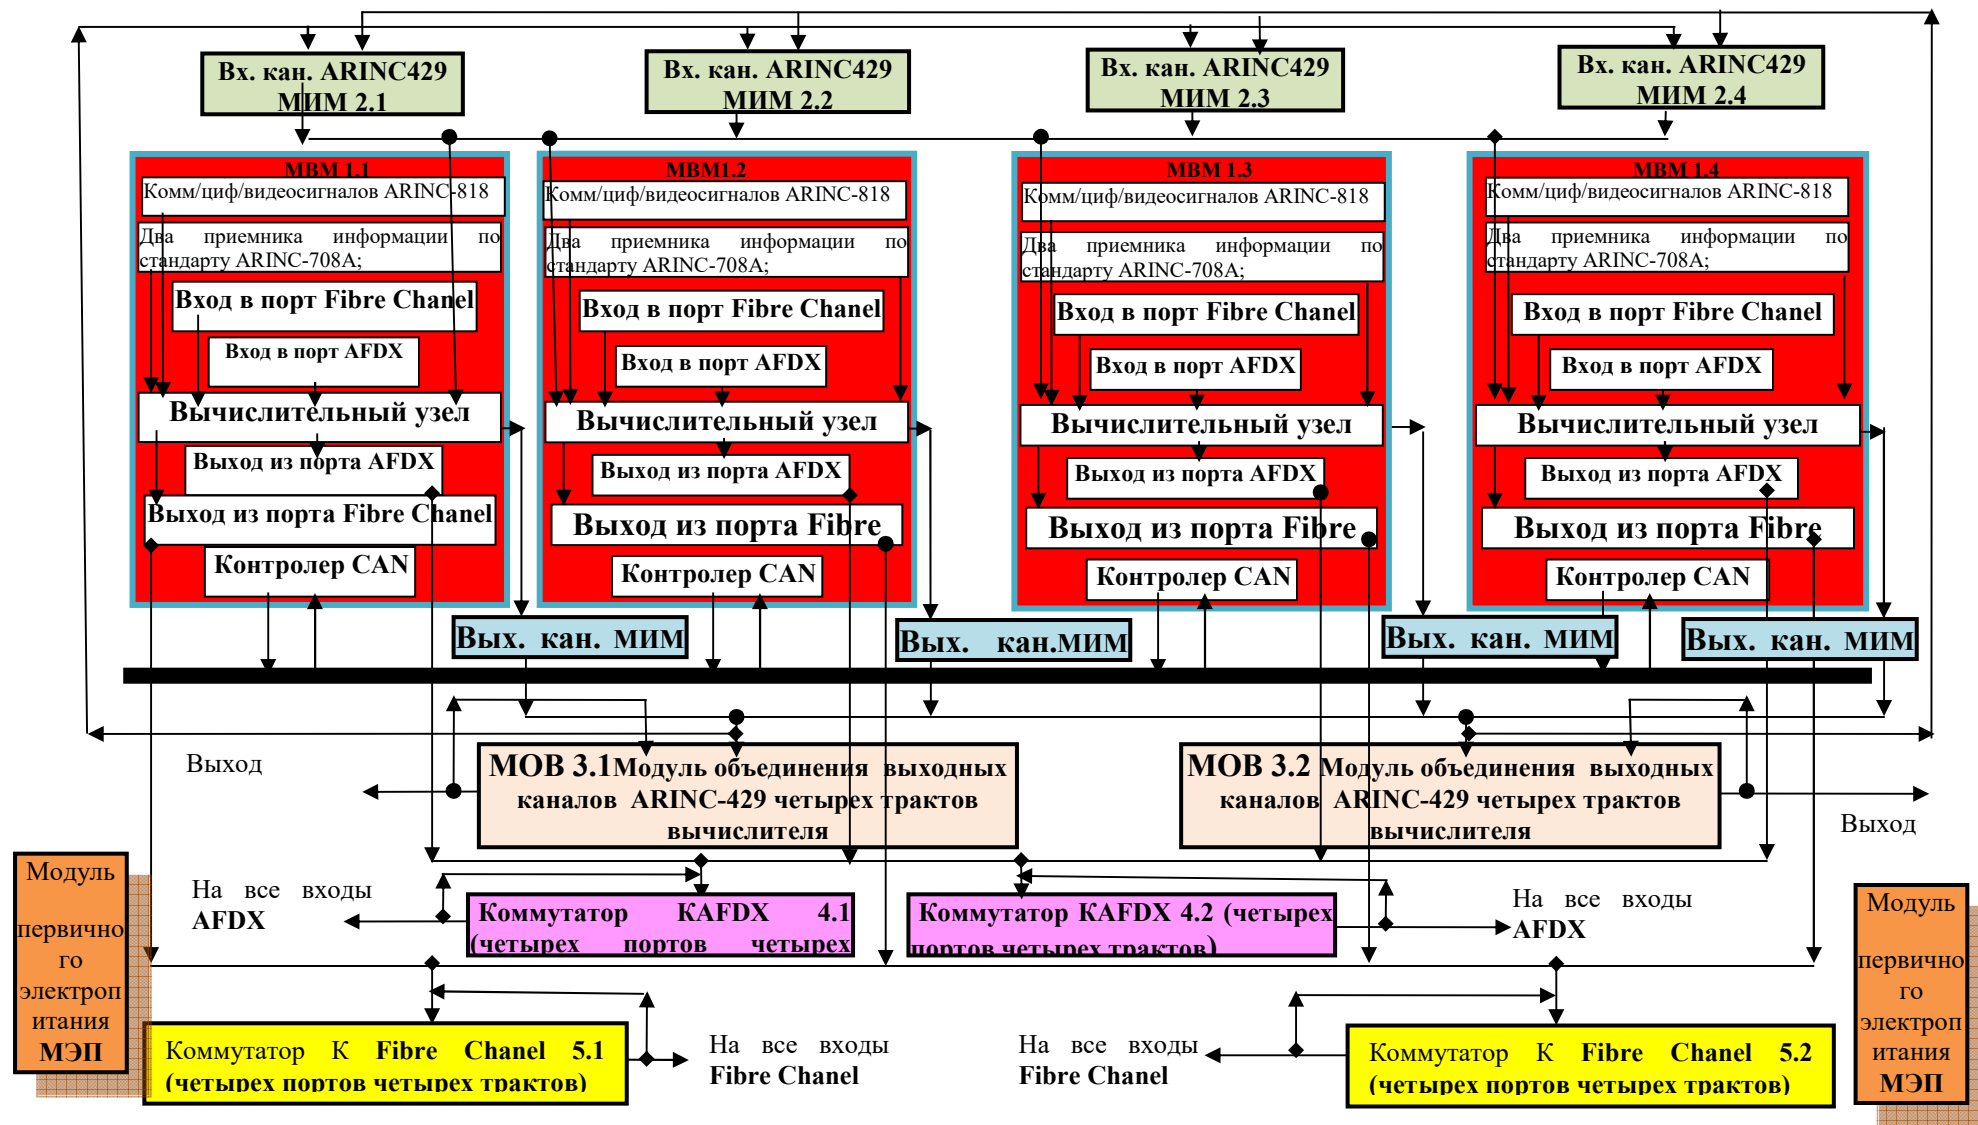 Вх. кан. ARINC429
МИМ 2.1
Вх. кан. ARINC429
МИМ 2.2
Вх. кан. ARINC429
МИМ 2.3
Вх. кан. ARINC429
МИМ 2.4
МВМ 1.1
Комм/циф/видеосигналов ARINC-818
Два приемника информации по
стандарту ARINC-708A;
Вход в порт Fibre Chanel
Вход в порт AFDX
Вычислительный узел
Выход из порта AFDX
Выход из порта Fibre Chanel
Контролер CAN
МВМ1.2
Комм/циф/видеосигналов ARINC-818
Два приемника информации по
стандарту ARINC-708A;
Вход в порт Fibre Chanel
Вход в порт AFDX
Вычислительный узел
Выход из порта AFDX
Выход из порта Fibre
Контролер CAN
МВМ 1.3
Комм/циф/видеосигналов ARINC-818
Два приемника информации по
стандарту ARINC-708A;
Вход в порт Fibre Chanel
Вход в порт AFDX
Вычислительный узел
Выход из порта AFDX
Выход из порта Fibre
Контролер CAN
МВМ 1.4
Комм/циф/видеосигналов ARINC-818
Два приемника информации по
стандарту ARINC-708A;
Вход в порт Fibre Chanel
Вход в порт AFDX
Вычислительный узел
Выход из порта AFDX
Выход из порта Fibre
Контролер CAN
Вых. кан. МИМ
Вых. кан.МИМ
Вых. кан. МИМ
Вых. кан. МИМ
Выход
МОВ 3.1Модуль объединения выходных
каналов ARINC-429 четырех трактов
вычислителя
МОВ 3.2 Модуль объединения выходных
каналов ARINC-429 четырех трактов
вычислителя
Выход
Модуль
первично
го
электроп
итания
МЭП
На все входы
AFDX
Коммутатор КAFDX 4.1
(четырех портов четырех
Коммутатор КAFDX 4.2 (четырех
портов четырех трактов)
На все входы
AFDX
Модуль
первично
го
электроп
итания
МЭП
Коммутатор К Fibre Chanel 5.1
(четырех портов четырех трактов)
На все входы
Fibre Chanel
На все входы
Fibre Chanel
Коммутатор К Fibre Chanel 5.2
(четырех портов четырех трактов)